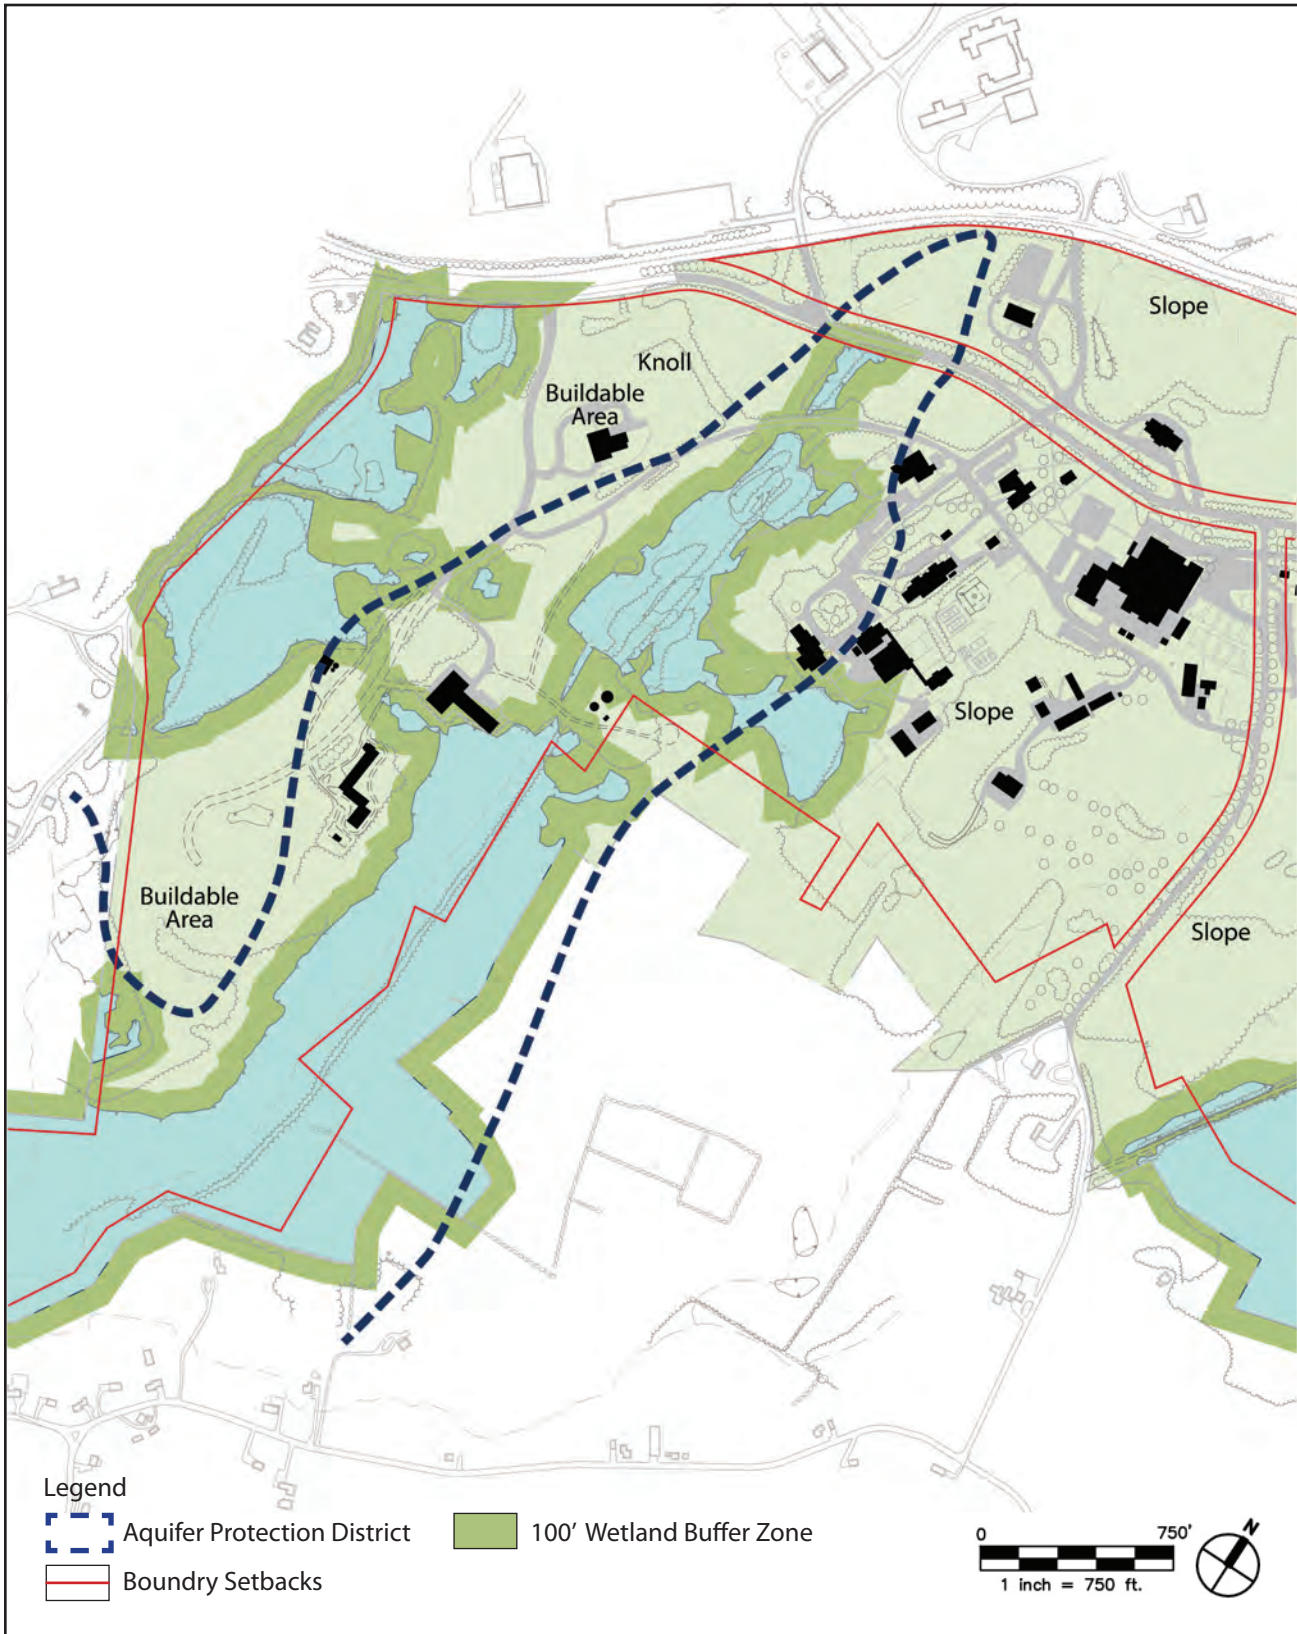 Slope
Knoll
Buildable
Area
Slope
Buildable
Area
Slope
Legend
Aquifer Protection District
100' Wetland Buffer Zone
Boundry Setbacks
0 750'
1 inch = 750 ft.
N